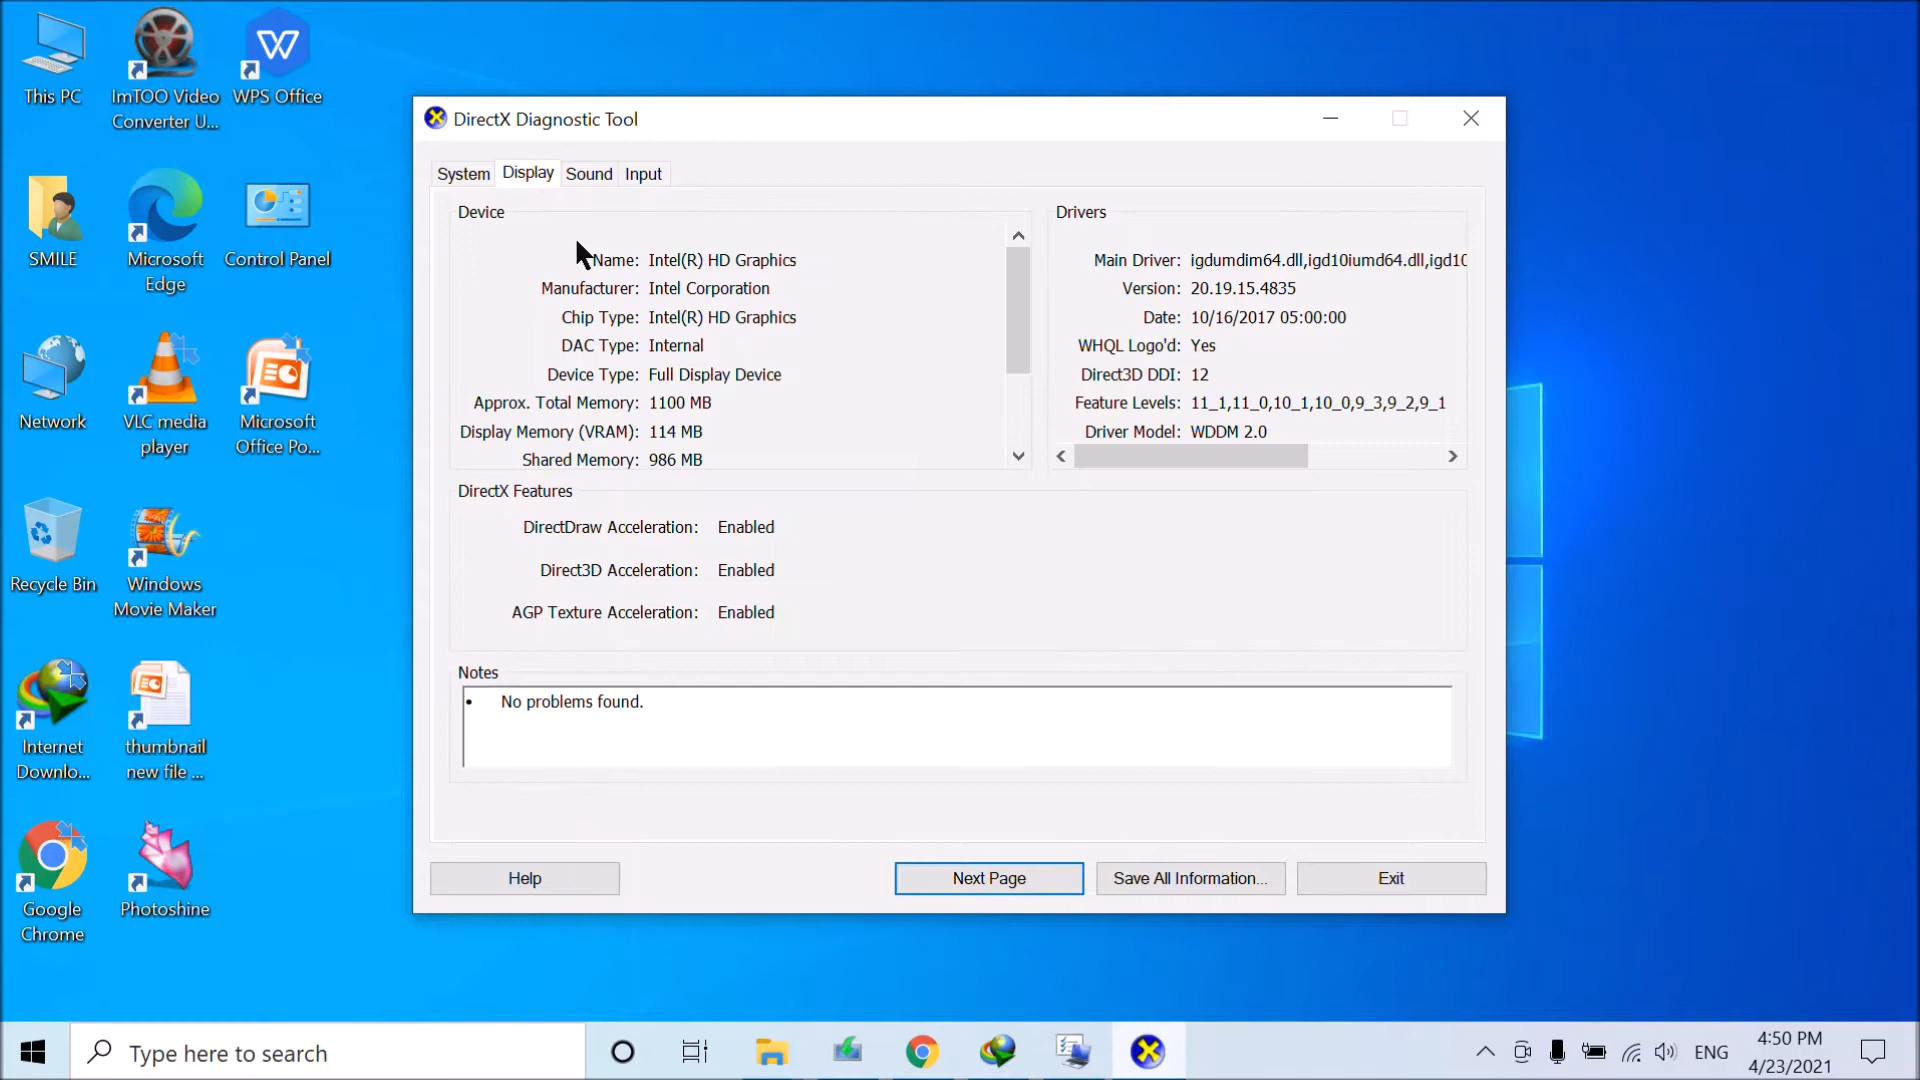 This PC
ImTOO Video
Converter U...
WPS Office
SMILE
Microsoft
Edge
Control Panel
Network
VLC media
player
Microsoft
Office Po...
Recycle Bin
Windows
Movie Maker
Internet
Downlo...
thumbnail
new file ...
Google
Chrome
Photoshine
DirectX Diagnostic Tool
System
Display
Sound
Input
Device
Name: Intel(R) HD Graphics
Manufacturer: Intel Corporation
Chip Type: Intel(R) HD Graphics
DAC Type: Internal
Device Type: Full Display Device
Approx. Total Memory: 1100 MB
Display Memory (VRAM): 114 MB
Shared Memory: 986 MB
Drivers
Main Driver: igdumdim64.dll,igd10iumd64.dll,igd10
Version: 20.19.15.4835
Date: 10/16/2017 05:00:00
WHQL Logo'd: Yes
Direct3D DDI: 12
Feature Levels: 11_1,11_0,10_1,10_0,9_3,9_2,9_1
Driver Model: WDDM 2.0
DirectX Features
DirectDraw Acceleration: Enabled
Direct3D Acceleration: Enabled
AGP Texture Acceleration: Enabled
Notes
• No problems found.
Help
Next Page
Save All Information...
Exit
Type here to search
ENG
4:50 PM
4/23/2021